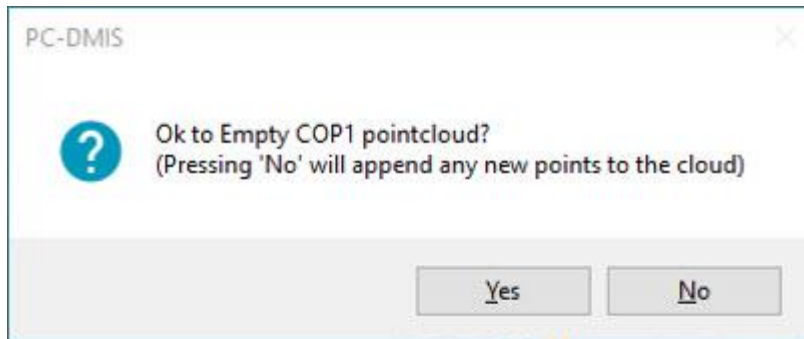 PC-DMIS
?
Ok to Empty COP1 pointcloud?
(Pressing 'No' will append any new points to the cloud)
Yes
No